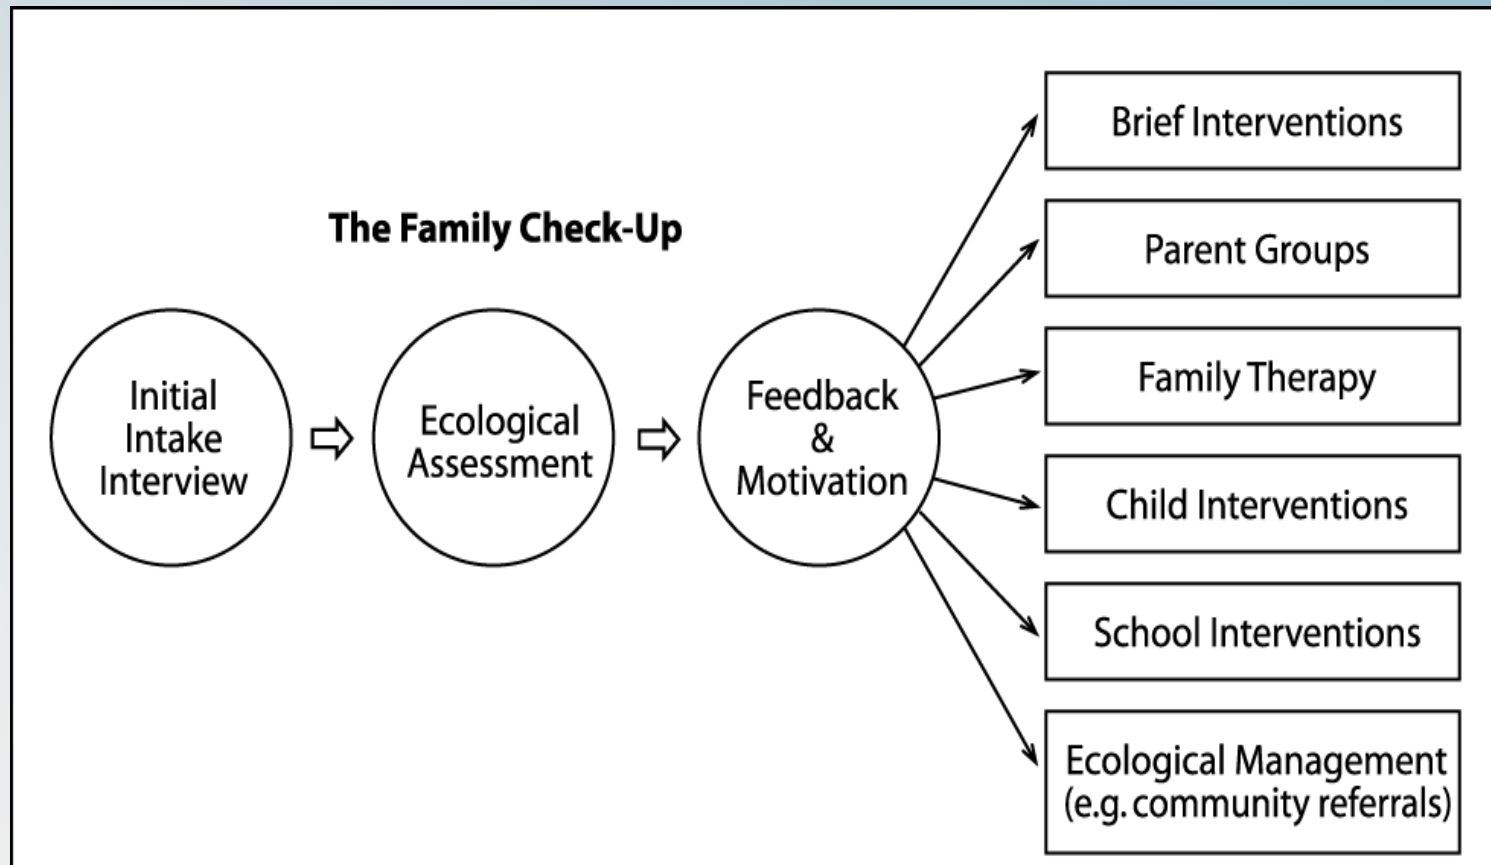 The Family Check-Up
Initial
Intake
Interview
Ecological
Assessment
Feedback
&
Motivation
Brief Interventions
Parent Groups
Family Therapy
Child Interventions
School Interventions
Ecological Management
(e.g. community referrals)